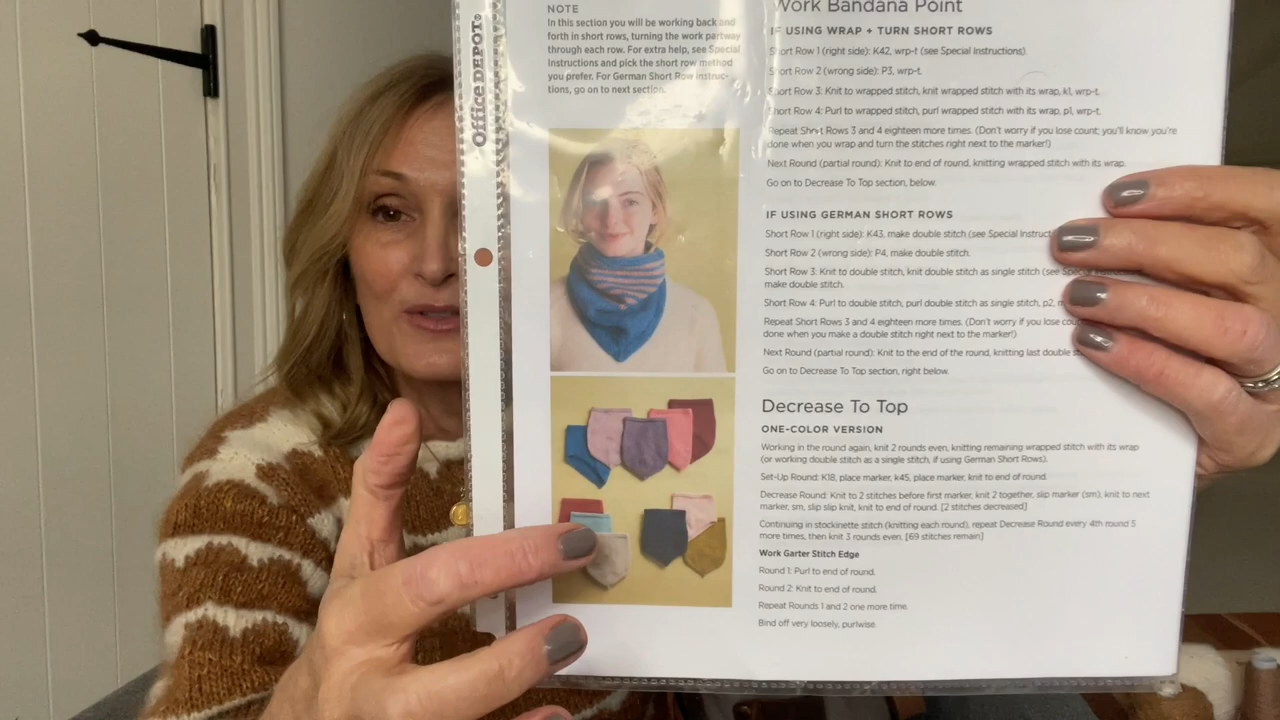 Office DEPOT®
NOTE
In this section you will be working back and
forth in short rows, turning the work partway
through each row. For extra help, see Special
Instructions and pick the short row method
you prefer. For German Short Row instruc-
tions, go on to next section.
Work Bandana Point
IF USING WRAP + TURN SHORT ROWS
Short Row 1 (right side): K42, wrp-t (see Special Instructions).
Short Row 2 (wrong side): P3, wrp-t.
Short Row 3: Knit to wrapped stitch, knit wrapped stitch with its wrap, k1, wrp-t.
Short Row 4: Purl to wrapped stitch, purl wrapped stitch with its wrap, p1, wrp-t.
Repeat Short Rows 3 and 4 eighteen more times. (Don't worry if you lose count; you'll know you're
done when you wrap and turn the stitches right next to the marker!)
Next Round (partial round): Knit to end of round, knitting wrapped stitch with its wrap.
Go on to Decrease To Top section, below.
IF USING GERMAN SHORT ROWS
Short Row 1 (right side): K43, make double stitch (see Special Instruct
Short Row 2 (wrong side): P4, make double stitch.
Short Row 3: Knit to double stitch, knit double stitch as single stitch (see
make double stitch.
Short Row 4: Purl to double stitch, purl double stitch as single stitch, p2,
Repeat Short Rows 3 and 4 eighteen more times. (Don't worry if you lose cou
done when you make a double stitch right next to the marker!)
Next Round (partial round): Knit to the end of the round, knitting last double
Go on to Decrease To Top section, right below.
Decrease To Top
ONE-COLOR VERSION
Working in the round again, knit 2 rounds even, knitting remaining wrapped stitch with its wrap
(or working double stitch as a single stitch, if using German Short Rows).
Set-Up Round: K18, place marker, k45, place marker, knit to end of round.
Decrease Round: Knit to 2 stitches before first marker, knit 2 together, slip marker (sm), knit to next
marker, sm, slip slip knit, knit to end of round. [2 stitches decreased]
Continuing in stockinette stitch (knitting each round), repeat Decrease Round every 4th round 5
more times, then knit 3 rounds even. [69 stitches remain]
Work Garter Stitch Edge
Round 1: Purl to end of round.
Round 2: Knit to end of round.
Repeat Rounds 1 and 2 one more time.
Bind off very loosely, purlwise.